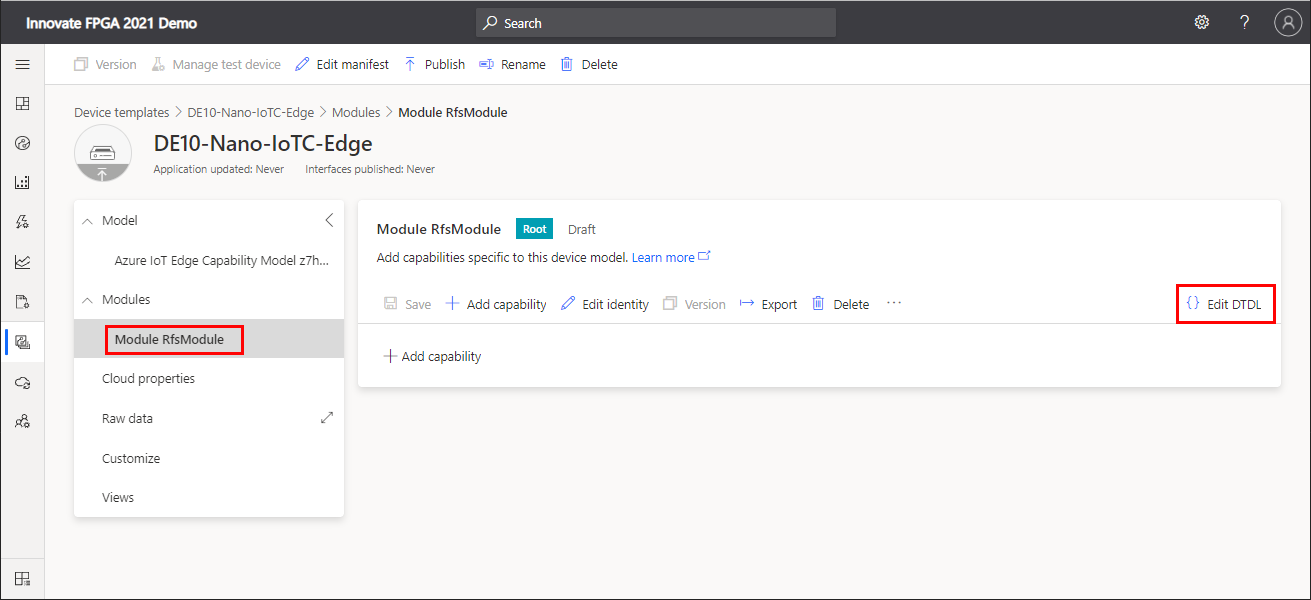 Innovate FPGA 2021 Demo Search ?
Version Manage test device Edit manifest Publish Rename Delete
Device templates > DE10-Nano-IoTC-Edge > Modules > Module RfsModule
DE10-Nano-IoTC-Edge
Application updated: Never Interfaces published: Never
Model
Azure IoT Edge Capability Model z7h...
Modules
Module RfsModule
Cloud properties
Raw data
Customize
Views
Module RfsModule Root Draft
Add capabilities specific to this device model. Learn more
Save + Add capability Edit identity Version Export Delete ... {} Edit DTDL
+ Add capability